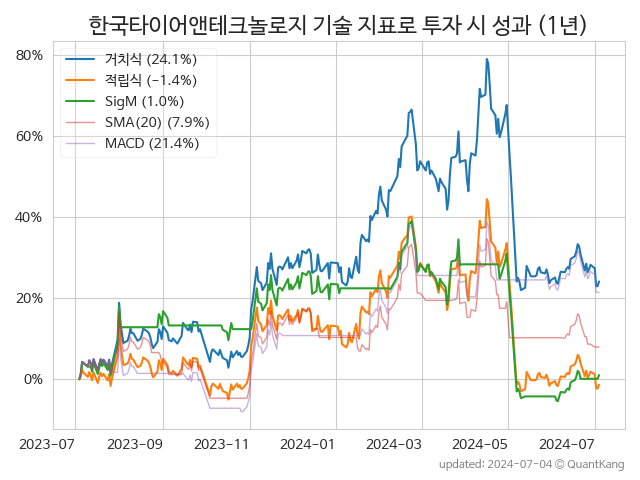 한국타이어앤테크놀로지 기술 지표로 투자 시 성과 (1년)
80%
60%
40%
20%
0%
거치식 (24.1%)
적립식 (−1.4%)
SigM (1.0%)
SMA(20) (7.9%)
MACD (21.4%)
2023−07 2023−09 2023−11 2024−01 2024−03 2024−05 2024−07
updated: 2024-07-04 © QuantKang